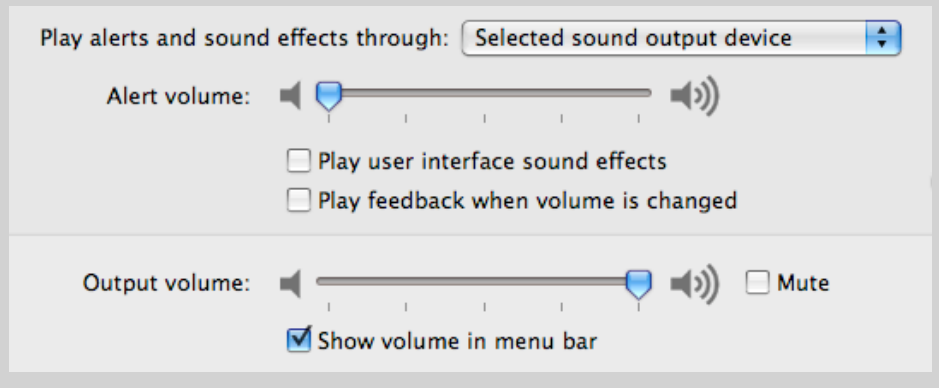 Play alerts and sound effects through: Selected sound output device
Alert volume:
Play user interface sound effects
Play feedback when volume is changed
Output volume: Mute
Show volume in menu bar